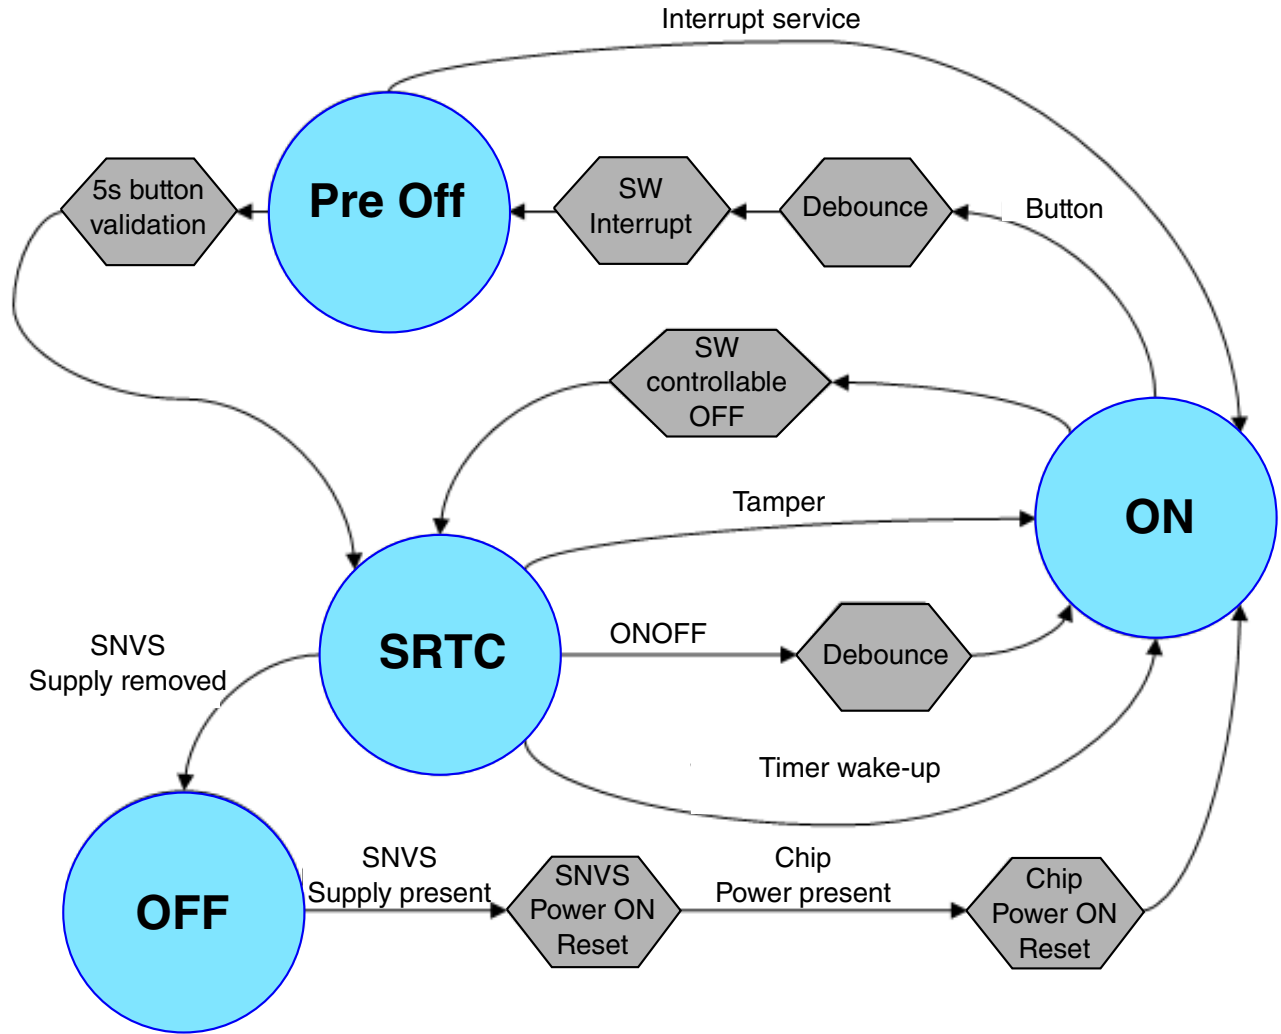 Interrupt service
5s button
validation
Pre Off
SW
Interrupt
Debounce
Button
SW
controllable
OFF
Tamper
ON
SRTC
ONOFF
Debounce
SNVS
Supply removed
Timer wake-up
OFF
SNVS
Supply present
SNVS
Power ON
Reset
Chip
Power present
Chip
Power ON
Reset